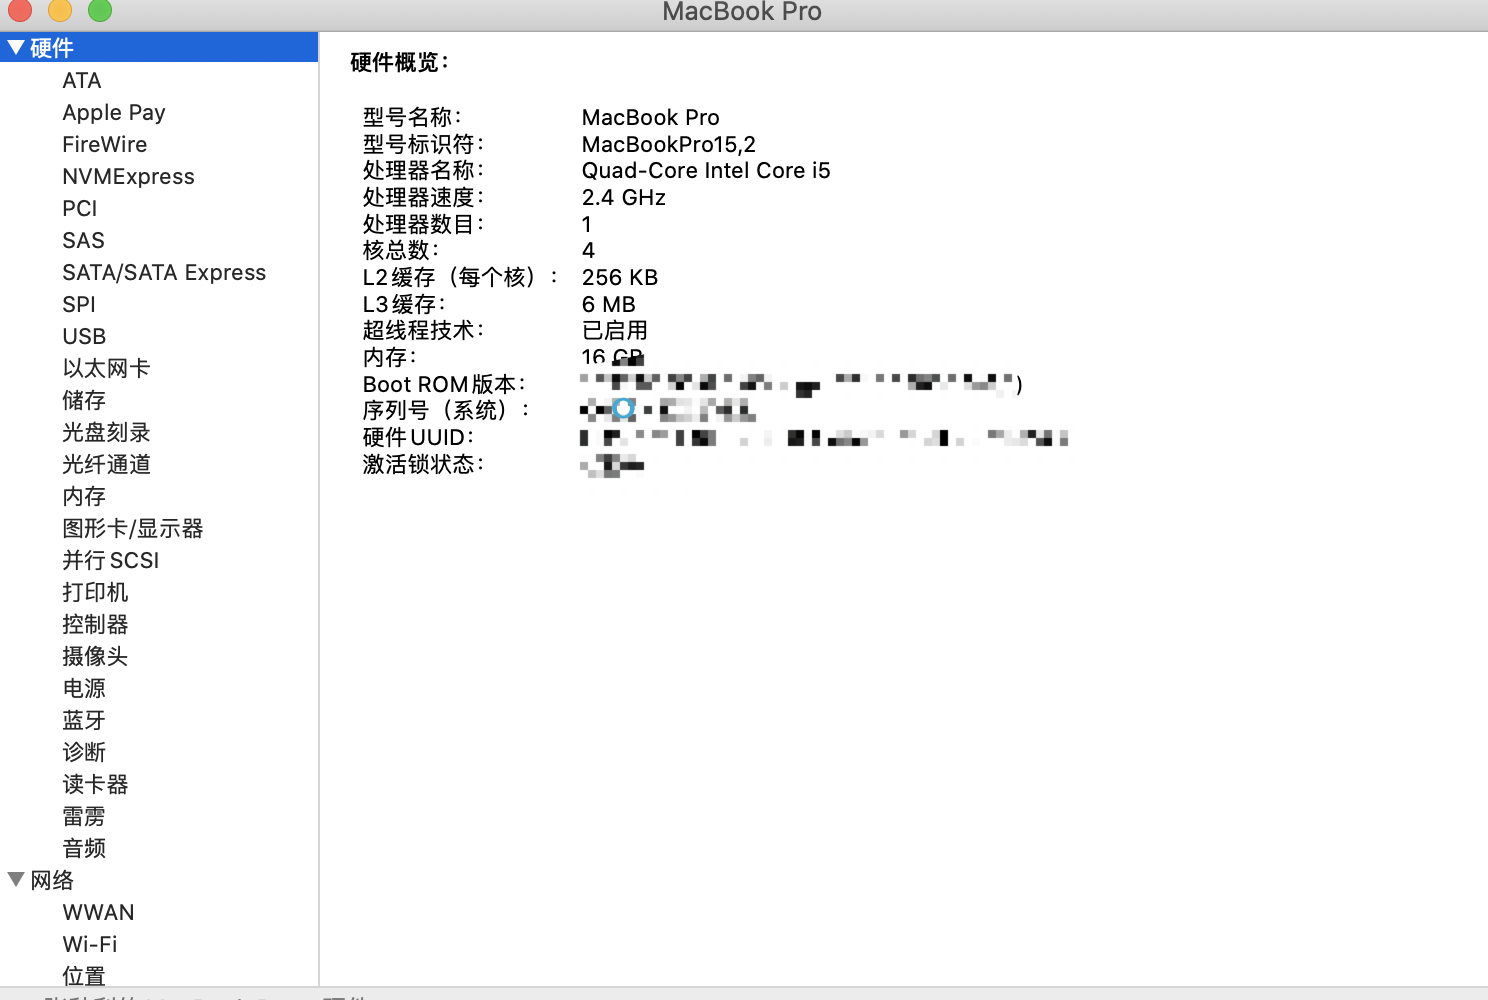 MacBook Pro
硬件
ATA
Apple Pay
FireWire
NVMExpress
PCI
SAS
SATA/SATA Express
SPI
USB
以太网卡
储存
光盘刻录
光纤通道
内存
图形卡/显示器
并行SCSI
打印机
控制器
摄像头
电源
蓝牙
诊断
读卡器
雷雳
音频
网络
WWAN
Wi-Fi
位置
硬件概览：
型号名称： MacBook Pro
型号标识符： MacBookPro15,2
处理器名称： Quad-Core Intel Core i5
处理器速度： 2.4 GHz
处理器数目： 1
核总数： 4
L2缓存（每个核）： 256 KB
L3缓存： 6 MB
超线程技术： 已启用
内存： 16 GB
Boot ROM版本： )
序列号（系统）：
硬件UUID：
激活锁状态：